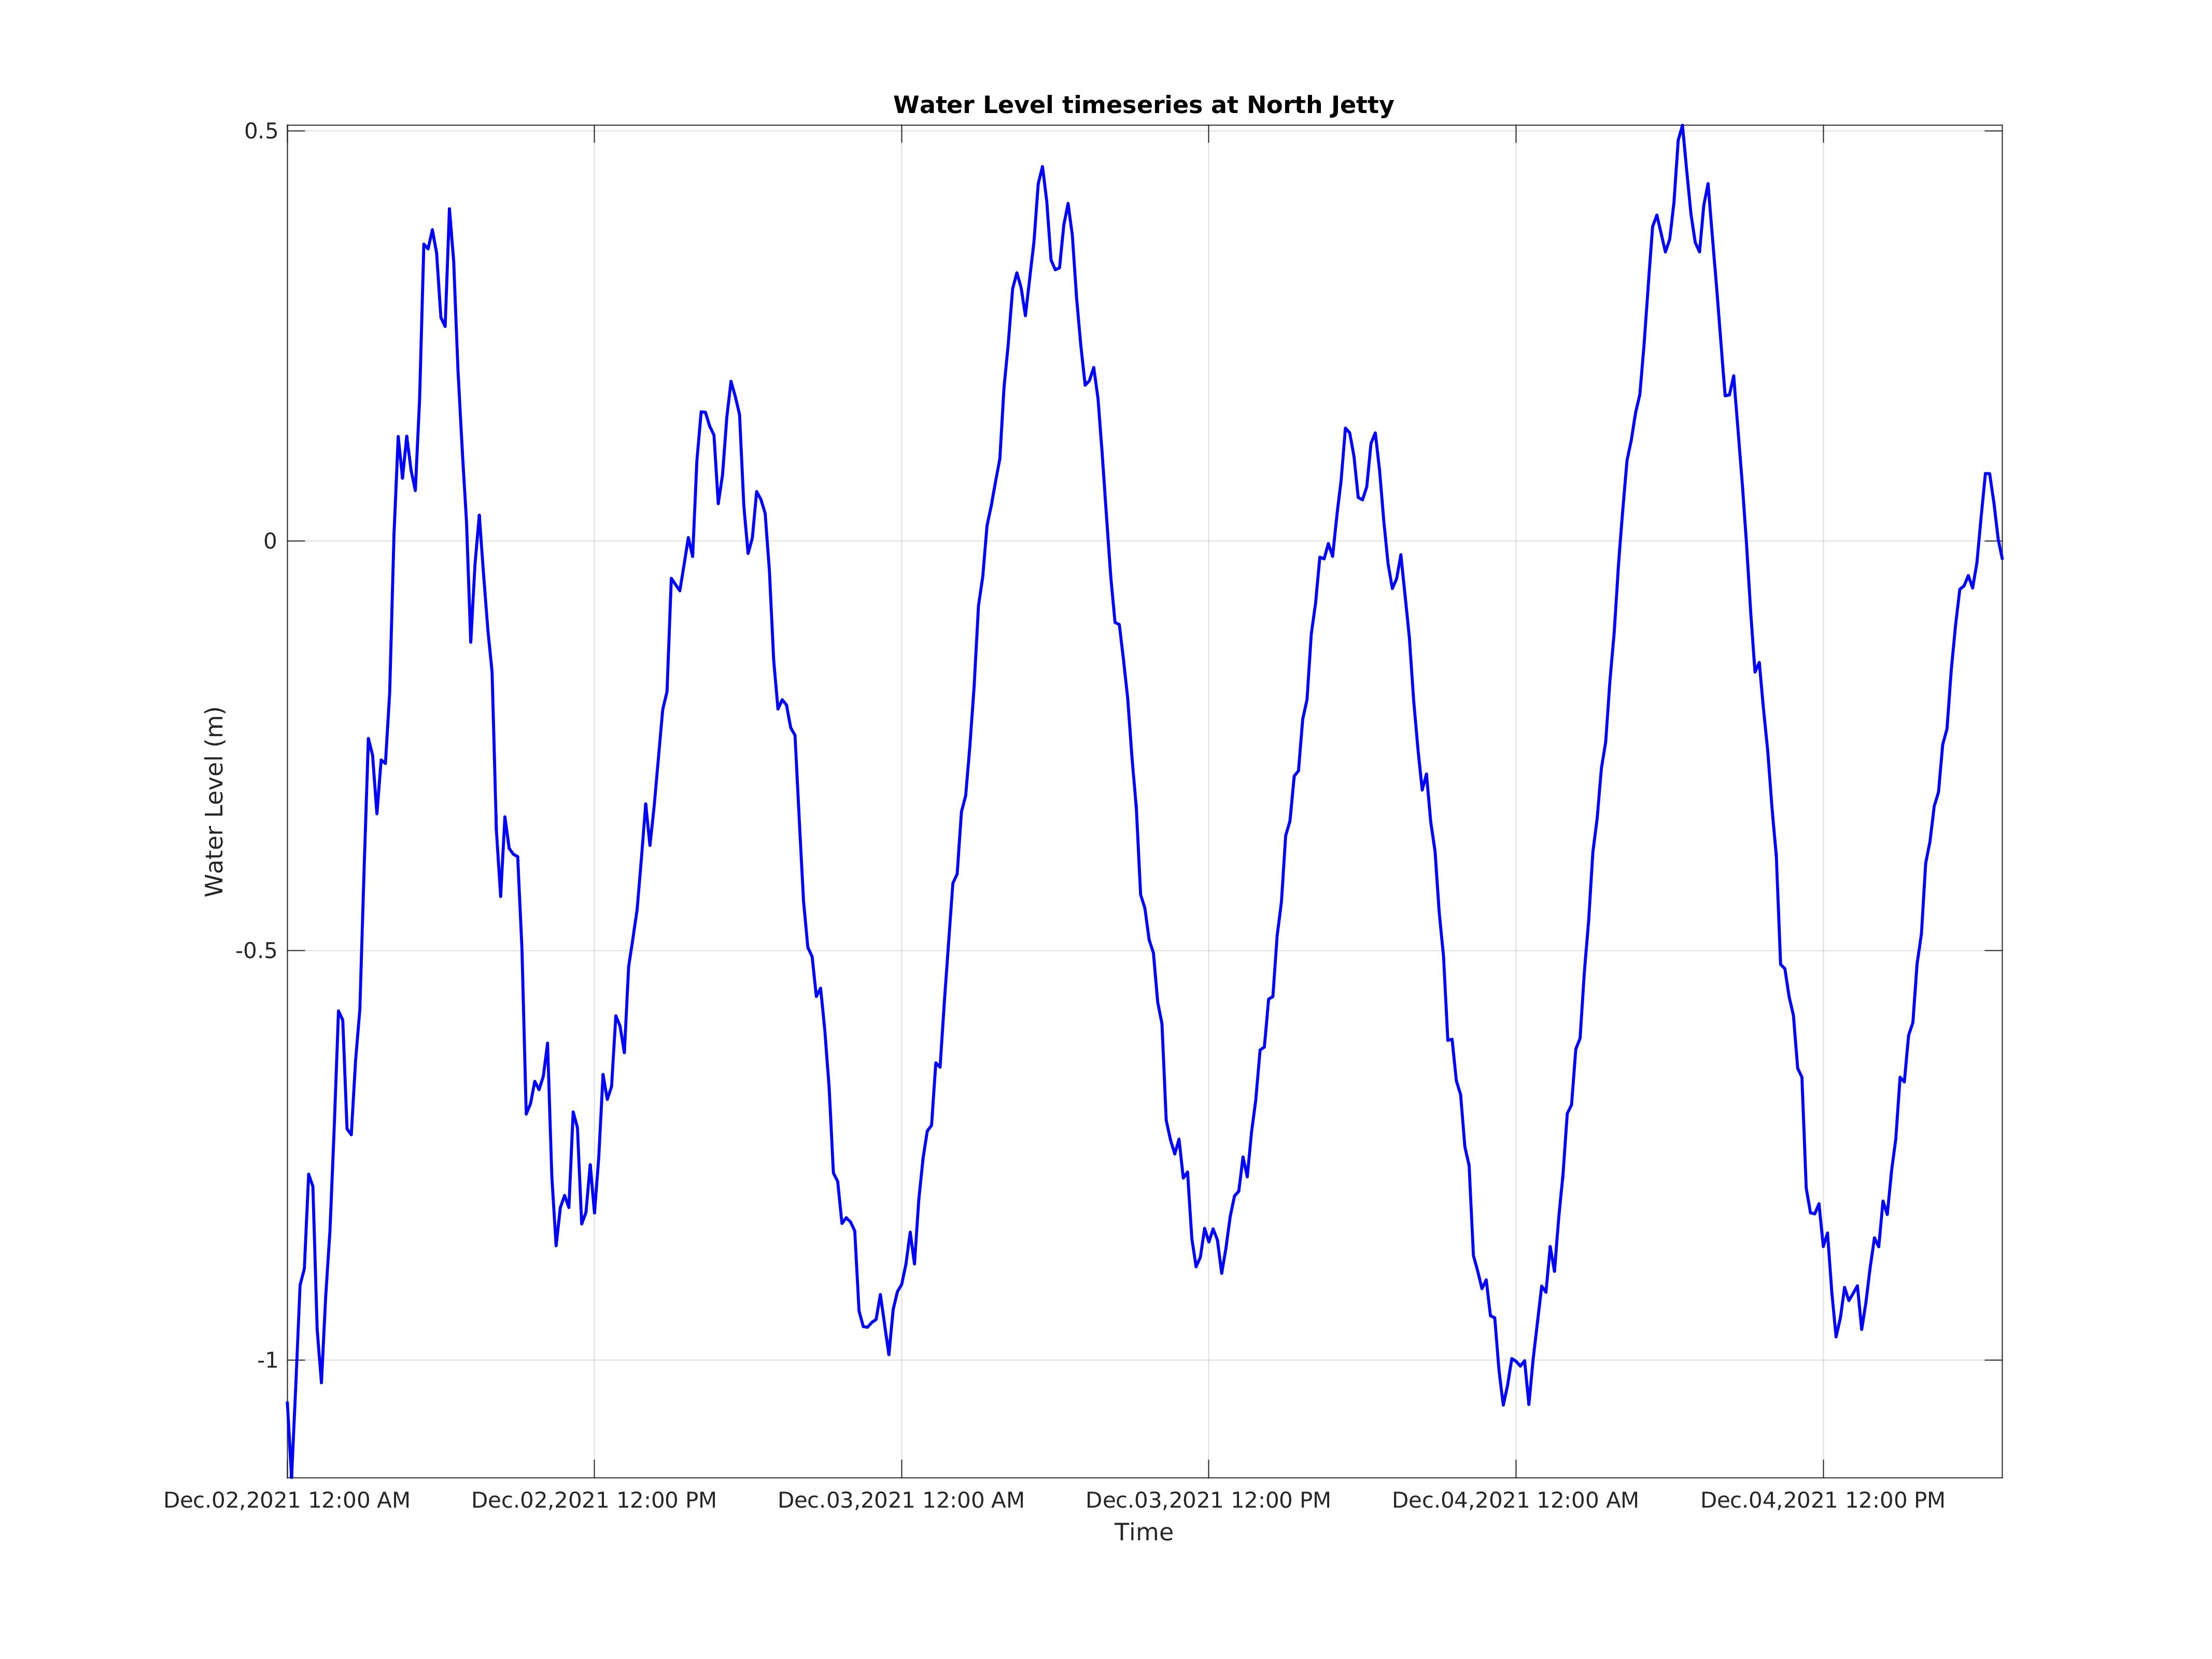 Water Level timeseries at North Jetty
0.5
0
-0.5
-1
Water Level (m)
Dec.02,2021 12:00 AM Dec.02,2021 12:00 PM Dec.03,2021 12:00 AM Dec.03,2021 12:00 PM Dec.04,2021 12:00 AM Dec.04,2021 12:00 PM
Time